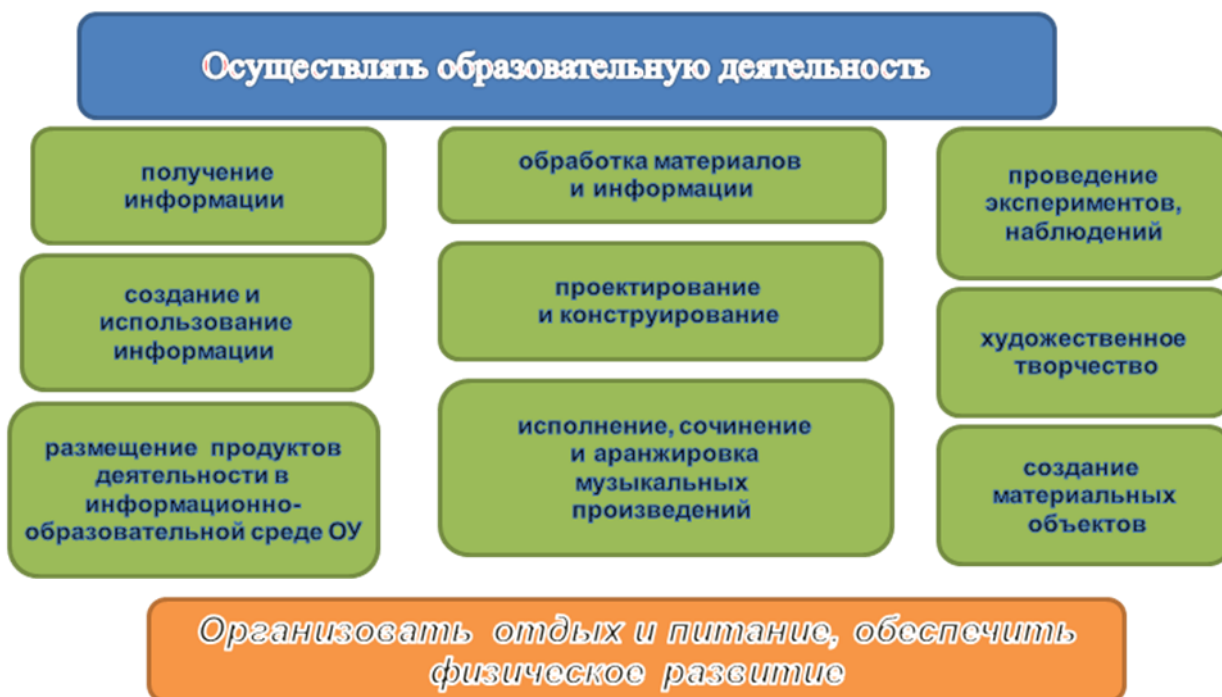 Осуществлять образовательную деятельность
получение
информации
создание и
использование
информации
размещение продуктов
деятельности в
информационно-
образовательной среде ОУ
обработка материалов
и информации
проектирование
и конструирование
исполнение, сочинение
и аранжировка
музыкальных
произведений
проведение
экспериментов,
наблюдений
художественное
творчество
создание
материальных
объектов
Организовать отдых и питание, обеспечить
физическое развитие